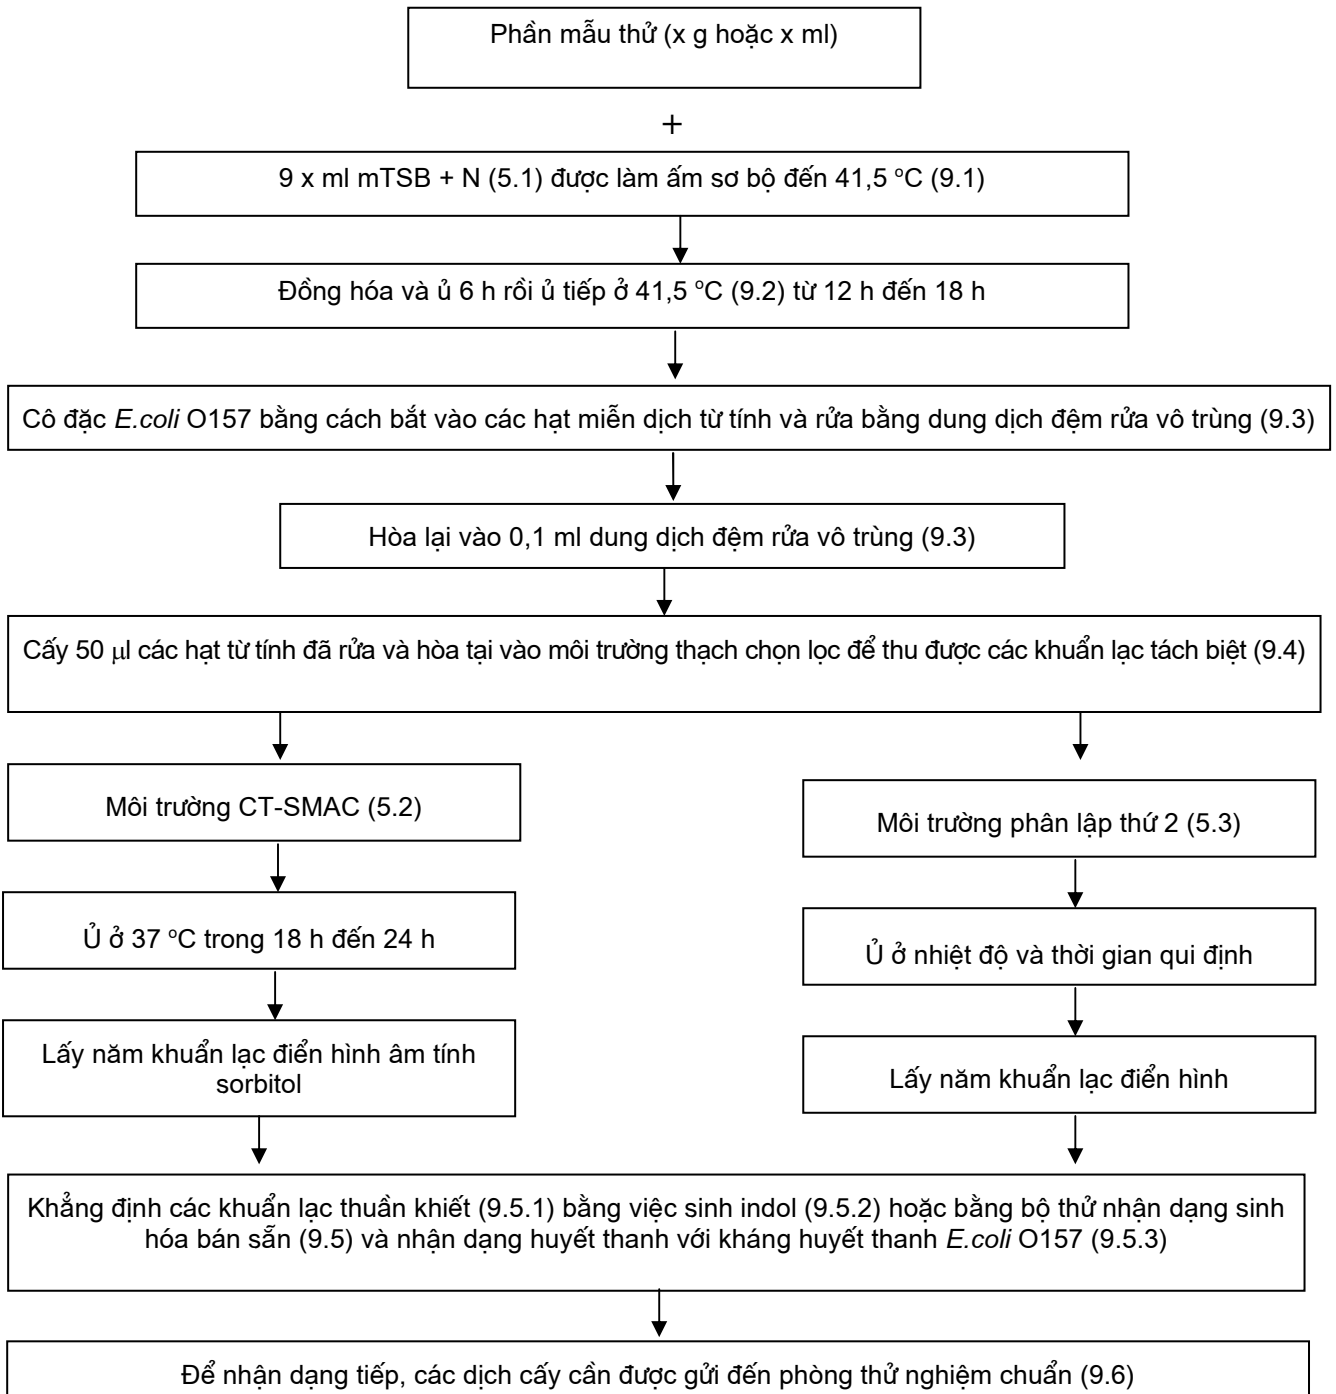 Phần mẫu thử (x g hoặc x ml)
+
9 x ml mTSB + N (5.1) được làm ấm sơ bộ đến 41,5 °C (9.1)
Đồng hóa và ủ 6 h rồi ủ tiếp ở 41,5 °C (9.2) từ 12 h đến 18 h
Cô đặc E.coli O157 bằng cách bắt vào các hạt miễn dịch từ tính và rửa bằng dung dịch đệm rửa vô trùng (9.3)
Hòa lại vào 0,1 ml dung dịch đệm rửa vô trùng (9.3)
Cấy 50 µl các hạt từ tính đã rửa và hòa tại vào môi trường thạch chọn lọc để thu được các khuẩn lạc tách biệt (9.4)
Môi trường CT-SMAC (5.2)
Ủ ở 37 °C trong 18 h đến 24 h
Lấy năm khuẩn lạc điển hình âm tính
sorbitol
Môi trường phân lập thứ 2 (5.3)
Ủ ở nhiệt độ và thời gian qui định
Lấy năm khuẩn lạc điển hình
Khẳng định các khuẩn lạc thuần khiết (9.5.1) bằng việc sinh indol (9.5.2) hoặc bằng bộ thử nhận dạng sinh
hóa bán sẵn (9.5) và nhận dạng huyết thanh với kháng huyết thanh E.coli O157 (9.5.3)
Để nhận dạng tiếp, các dịch cấy cần được gửi đến phòng thử nghiệm chuẩn (9.6)